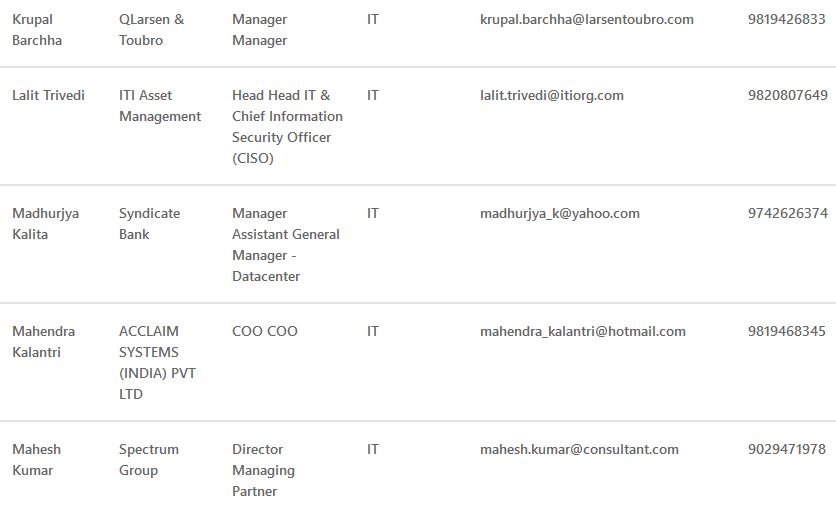 Krupal QLarsen & Manager IT krupal.barchha@larsentoubro.com 9819426833
Barchha Toubro Manager
Lalit Trivedi ITI Asset Head Head IT & IT lalit.trivedi@itiorg.com 9820807649
Management Chief Information
Security Officer
(CISO)
Madhurjya Syndicate Manager IT madhurjya_k@yahoo.com 9742626374
Kalita Bank Assistant General
Manager -
Datacenter
Mahendra ACCLAIM COO COO IT mahendra_kalantri@hotmail.com 9819468345
Kalantri SYSTEMS
(INDIA) PVT
LTD
Mahesh Spectrum Director IT mahesh.kumar@consultant.com 9029471978
Kumar Group Managing
Partner